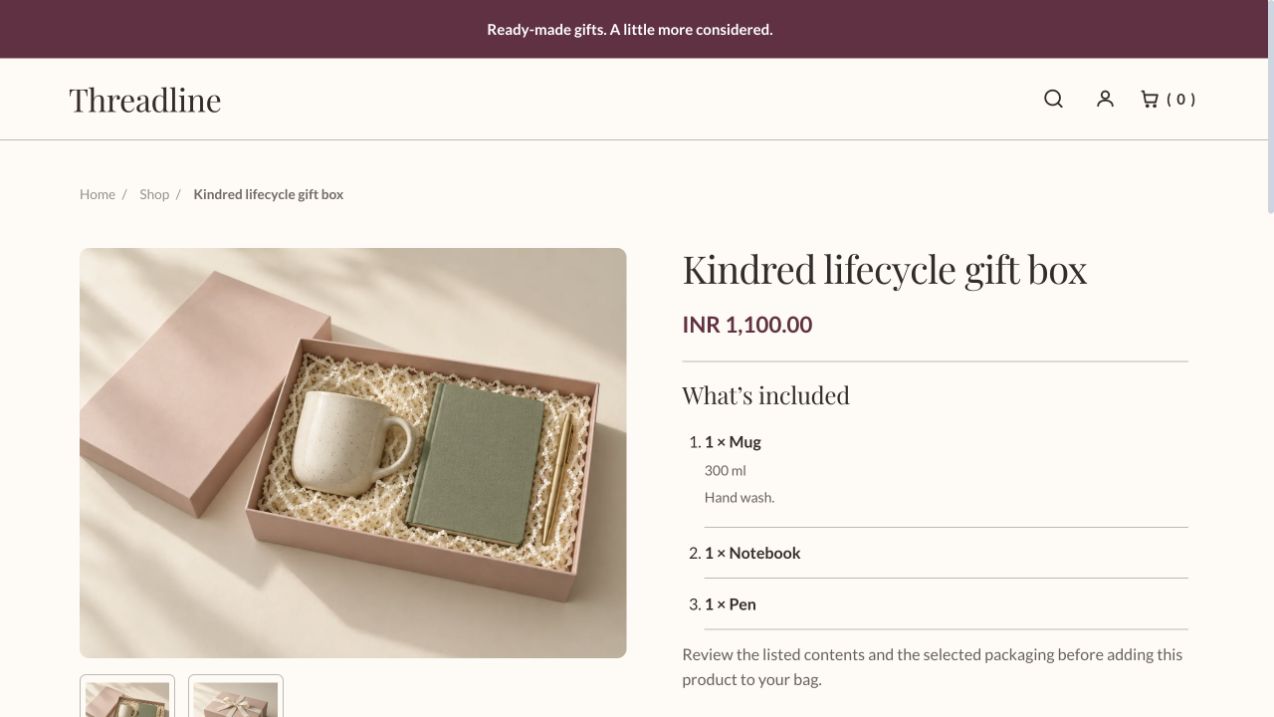 Ready-made gifts. A little more considered.
Threadline
( 0 )
Home / Shop / Kindred lifecycle gift box
Kindred lifecycle gift box
INR 1,100.00
What’s included
1. 1 × Mug
300 ml
Hand wash.
2. 1 × Notebook
3. 1 × Pen
Review the listed contents and the selected packaging before adding this
product to your bag.